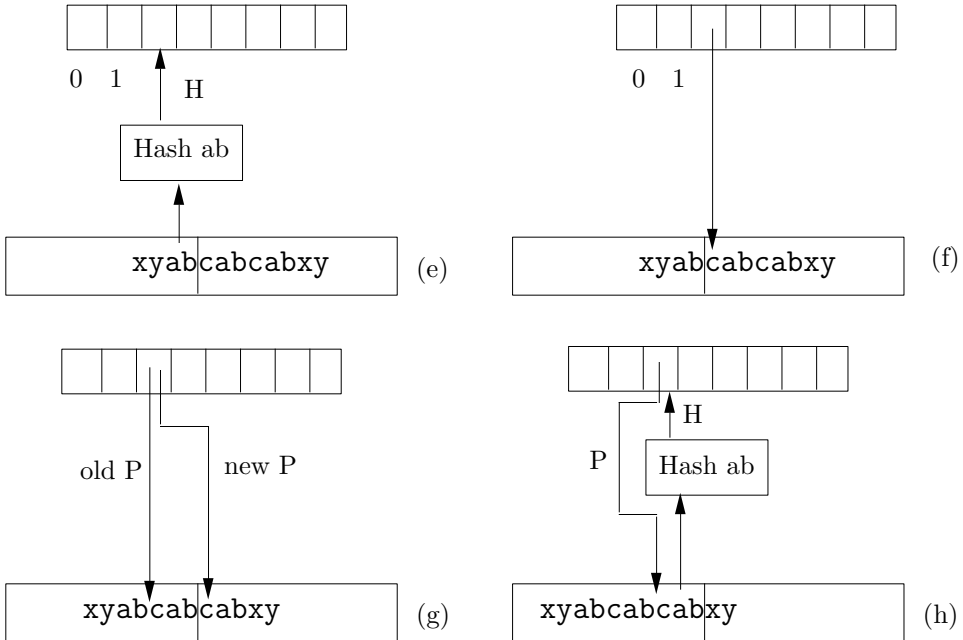 0 1
H
Hash ab
xyabcabcabxy
(e)
0 1
xyabcabcabxy
(f)
old P
new P
xyabcabcabxy
(g)
H
P
Hash ab
xyabcabcabxy
(h)